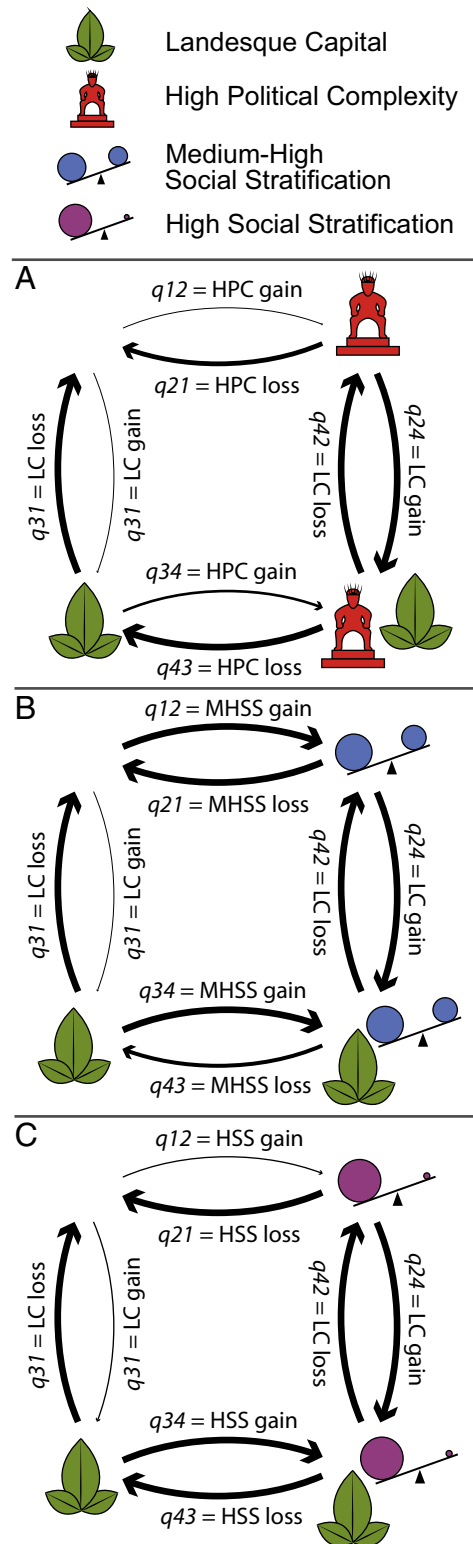 Landesque Capital
High Political Complexity
Medium-High
Social Stratification
High Social Stratification
A
q12 = HPC gain
q21 = HPC loss
q31 = LC loss
q31 = LC gain
q42 = LC loss
q24 = LC gain
q34 = HPC gain
q43 = HPC loss
B
q12 = MHSS gain
q21 = MHSS loss
q31 = LC loss
q31 = LC gain
q42 = LC loss
q24 = LC gain
q34 = MHSS gain
q43 = MHSS loss
C
q12 = HSS gain
q21 = HSS loss
q31 = LC loss
q31 = LC gain
q42 = LC loss
q24 = LC gain
q34 = HSS gain
q43 = HSS loss